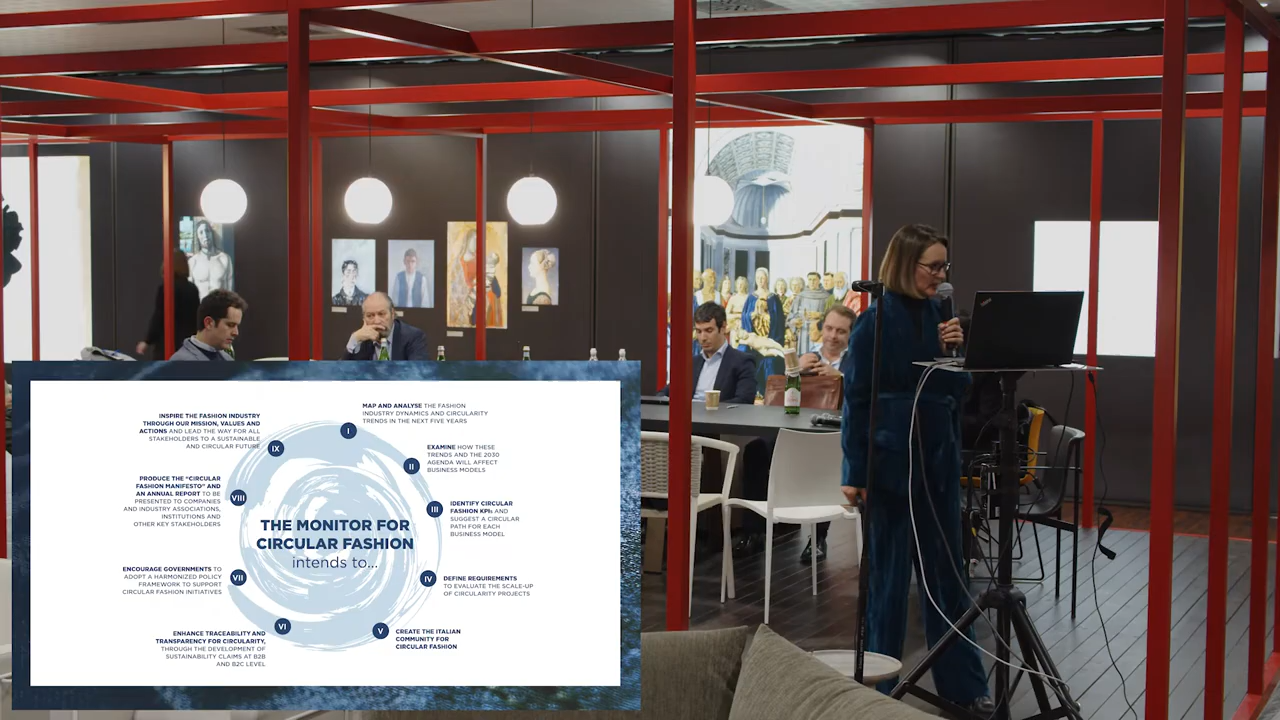 MAP AND ANALYSE THE FASHION
INDUSTRY DYNAMICS AND CIRCULARITY
TRENDS IN THE NEXT FIVE YEARS
I
INSPIRE THE FASHION INDUSTRY
THROUGH OUR MISSION, VALUES AND
ACTIONS AND LEAD THE WAY FOR ALL
STAKEHOLDERS TO A SUSTAINABLE
AND CIRCULAR FUTURE
IX
EXAMINE HOW THESE
TRENDS AND THE 2030
AGENDA WILL AFFECT
BUSINESS MODELS
II
PRODUCE THE "CIRCULAR
FASHION MANIFESTO" AND
AN ANNUAL REPORT TO BE
PRESENTED TO COMPANIES
AND INDUSTRY ASSOCIATIONS,
INSTITUTIONS AND
OTHER KEY STAKEHOLDERS
VIII
IDENTIFY CIRCULAR
FASHION KPIs AND
SUGGEST A CIRCULAR
PATH FOR EACH
BUSINESS MODEL
III
THE MONITOR FOR
CIRCULAR FASHION
intends to...
ENCOURAGE GOVERNMENTS TO
ADOPT A HARMONIZED POLICY
FRAMEWORK TO SUPPORT
CIRCULAR FASHION INITIATIVES
VII
IV
DEFINE REQUIREMENTS
TO EVALUATE THE SCALE-UP
OF CIRCULARITY PROJECTS
ENHANCE TRACEABILITY AND
TRANSPARENCY FOR CIRCULARITY,
THROUGH THE DEVELOPMENT OF
SUSTAINABILITY CLAIMS AT B2B
AND B2C LEVEL
VI
V
CREATE THE ITALIAN
COMMUNITY FOR
CIRCULAR FASHION
ThinkPad